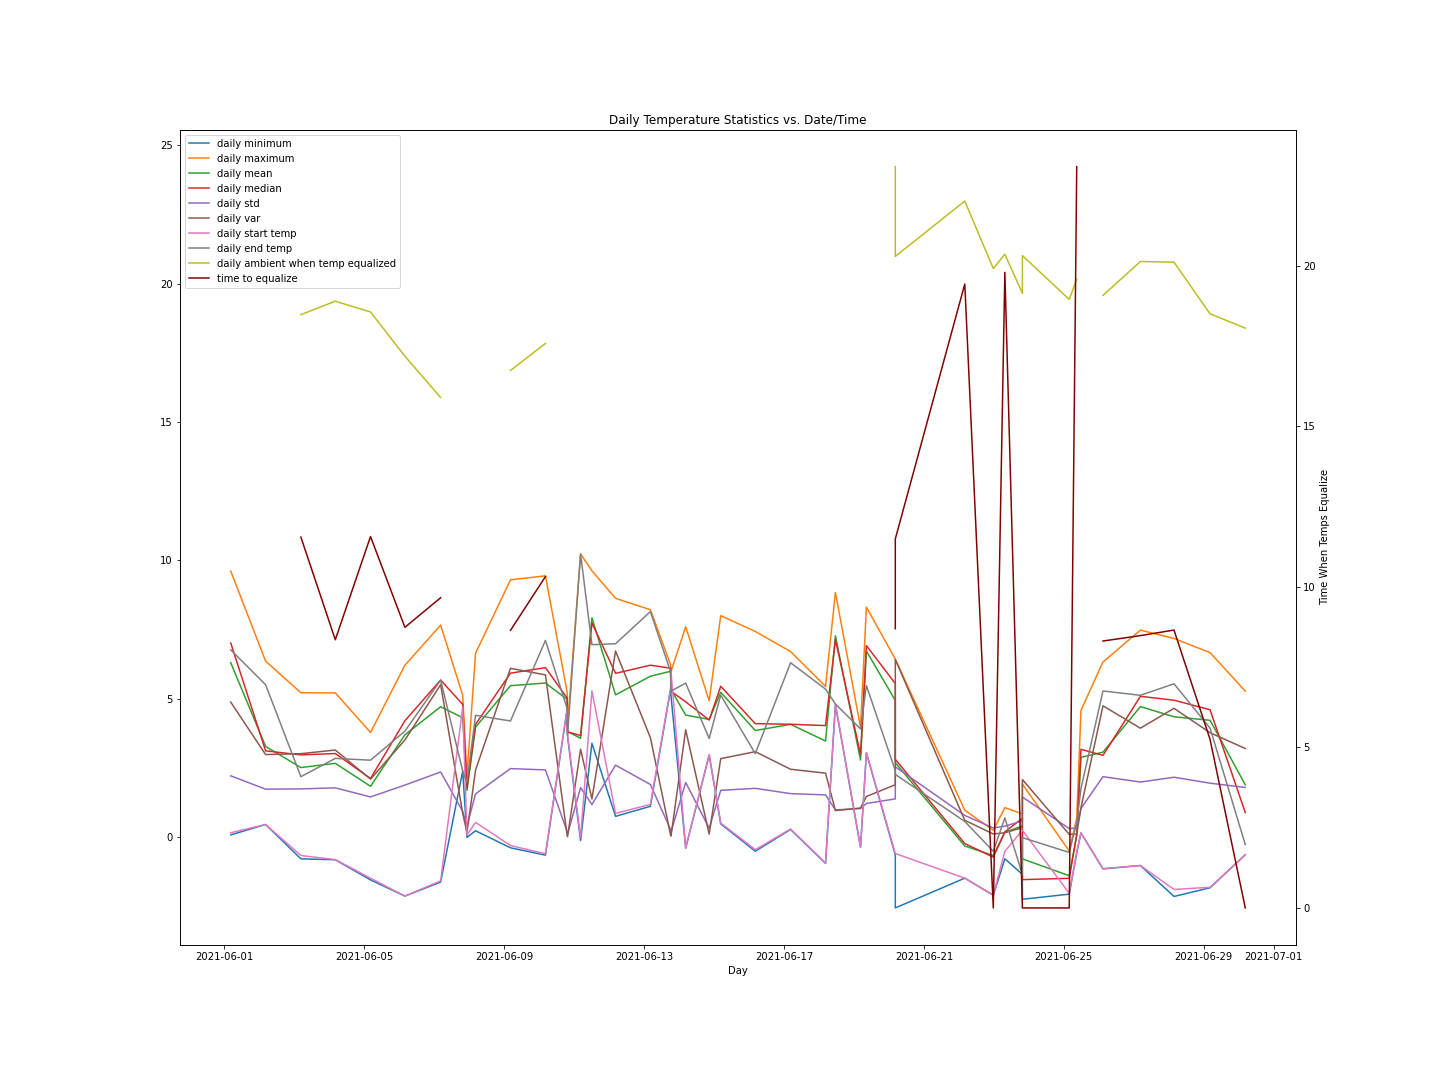 Daily Temperature Statistics vs. Date/Time
daily minimum
daily maximum
daily mean
daily median
daily std
daily var
daily start temp
daily end temp
daily ambient when temp equalized
time to equalize
25
20
15
10
5
0
20
15
10
5
0
Time When Temps Equalize
2021-06-01 2021-06-05 2021-06-09 2021-06-13 2021-06-17 2021-06-21 2021-06-25 2021-06-29 2021-07-01
Day